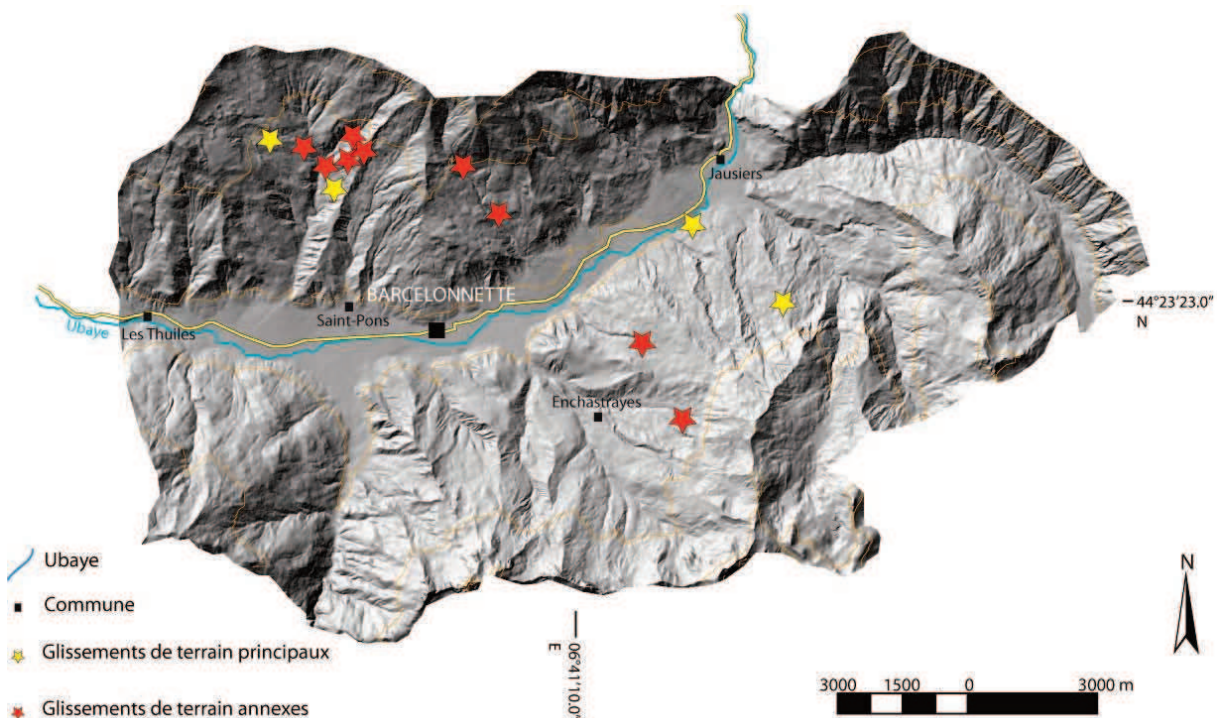 Jausiers
BARCELONNETTE
Saint-Pons
Les Thuiles
Ubaye
44°23'23.0"
N
Enchastrayes
06°41'10.0"
E
Ubaye
Commune
Glissements de terrain principaux
Glissements de terrain annexes
N
3000 1500 0 3000 m